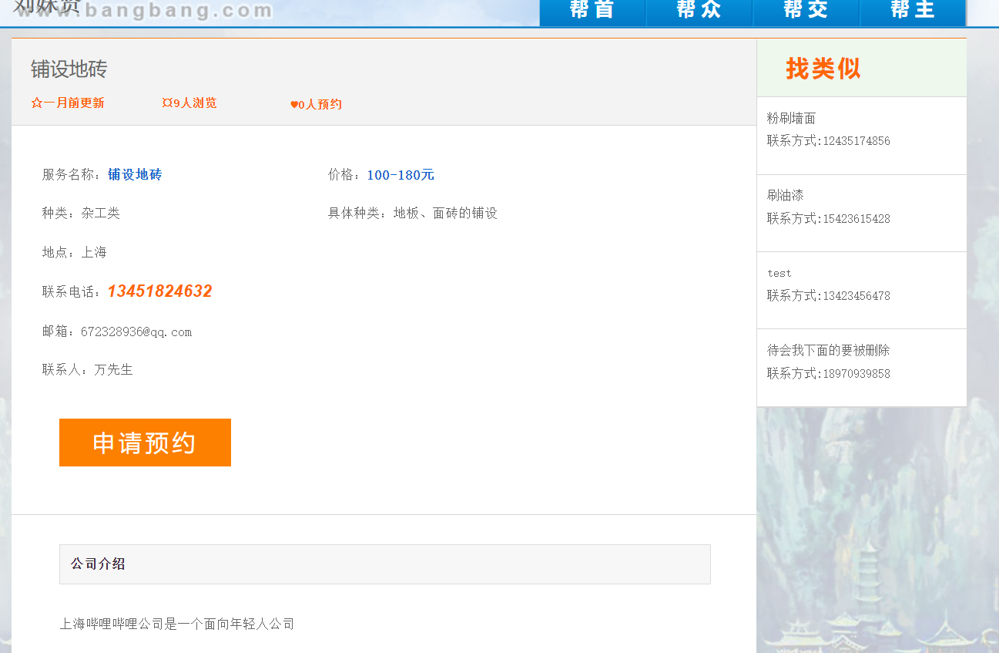 www.bangbang.com
帮首 帮众 帮交 帮主
铺设地砖
☆一月前更新 ¤9人浏览 ♥0人预约
服务名称：铺设地砖 价格：100-180元
种类：杂工类 具体种类：地板、面砖的铺设
地点：上海
联系电话：13451824632
邮箱：672328936@qq.com
联系人：万先生
申请预约
公司介绍
上海哔哩哔哩公司是一个面向年轻人公司
找类似
粉刷墙面
联系方式:12435174856
刷油漆
联系方式:15423615428
test
联系方式:13423456478
待会我下面的要被删除
联系方式:18970939858